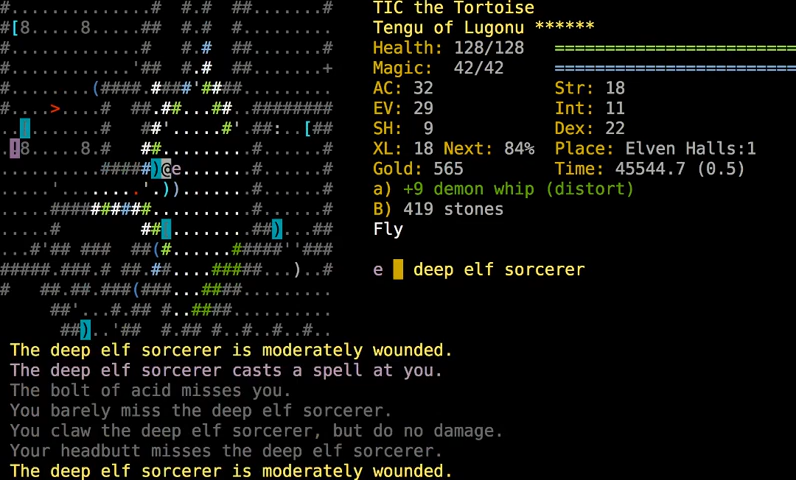 TIC the Tortoise
Tengu of Lugonu ******
Health: 128/128
Magic: 42/42
AC: 32 Str: 18
EV: 29 Int: 11
SH: 9 Dex: 22
XL: 18 Next: 84% Place: Elven Halls:1
Gold: 565 Time: 45544.7 (0.5)
a) +9 demon whip (distort)
B) 419 stones
Fly
e deep elf sorcerer
The deep elf sorcerer is moderately wounded.
The deep elf sorcerer casts a spell at you.
The bolt of acid misses you.
You barely miss the deep elf sorcerer.
You claw the deep elf sorcerer, but do no damage.
Your headbutt misses the deep elf sorcerer.
The deep elf sorcerer is moderately wounded.